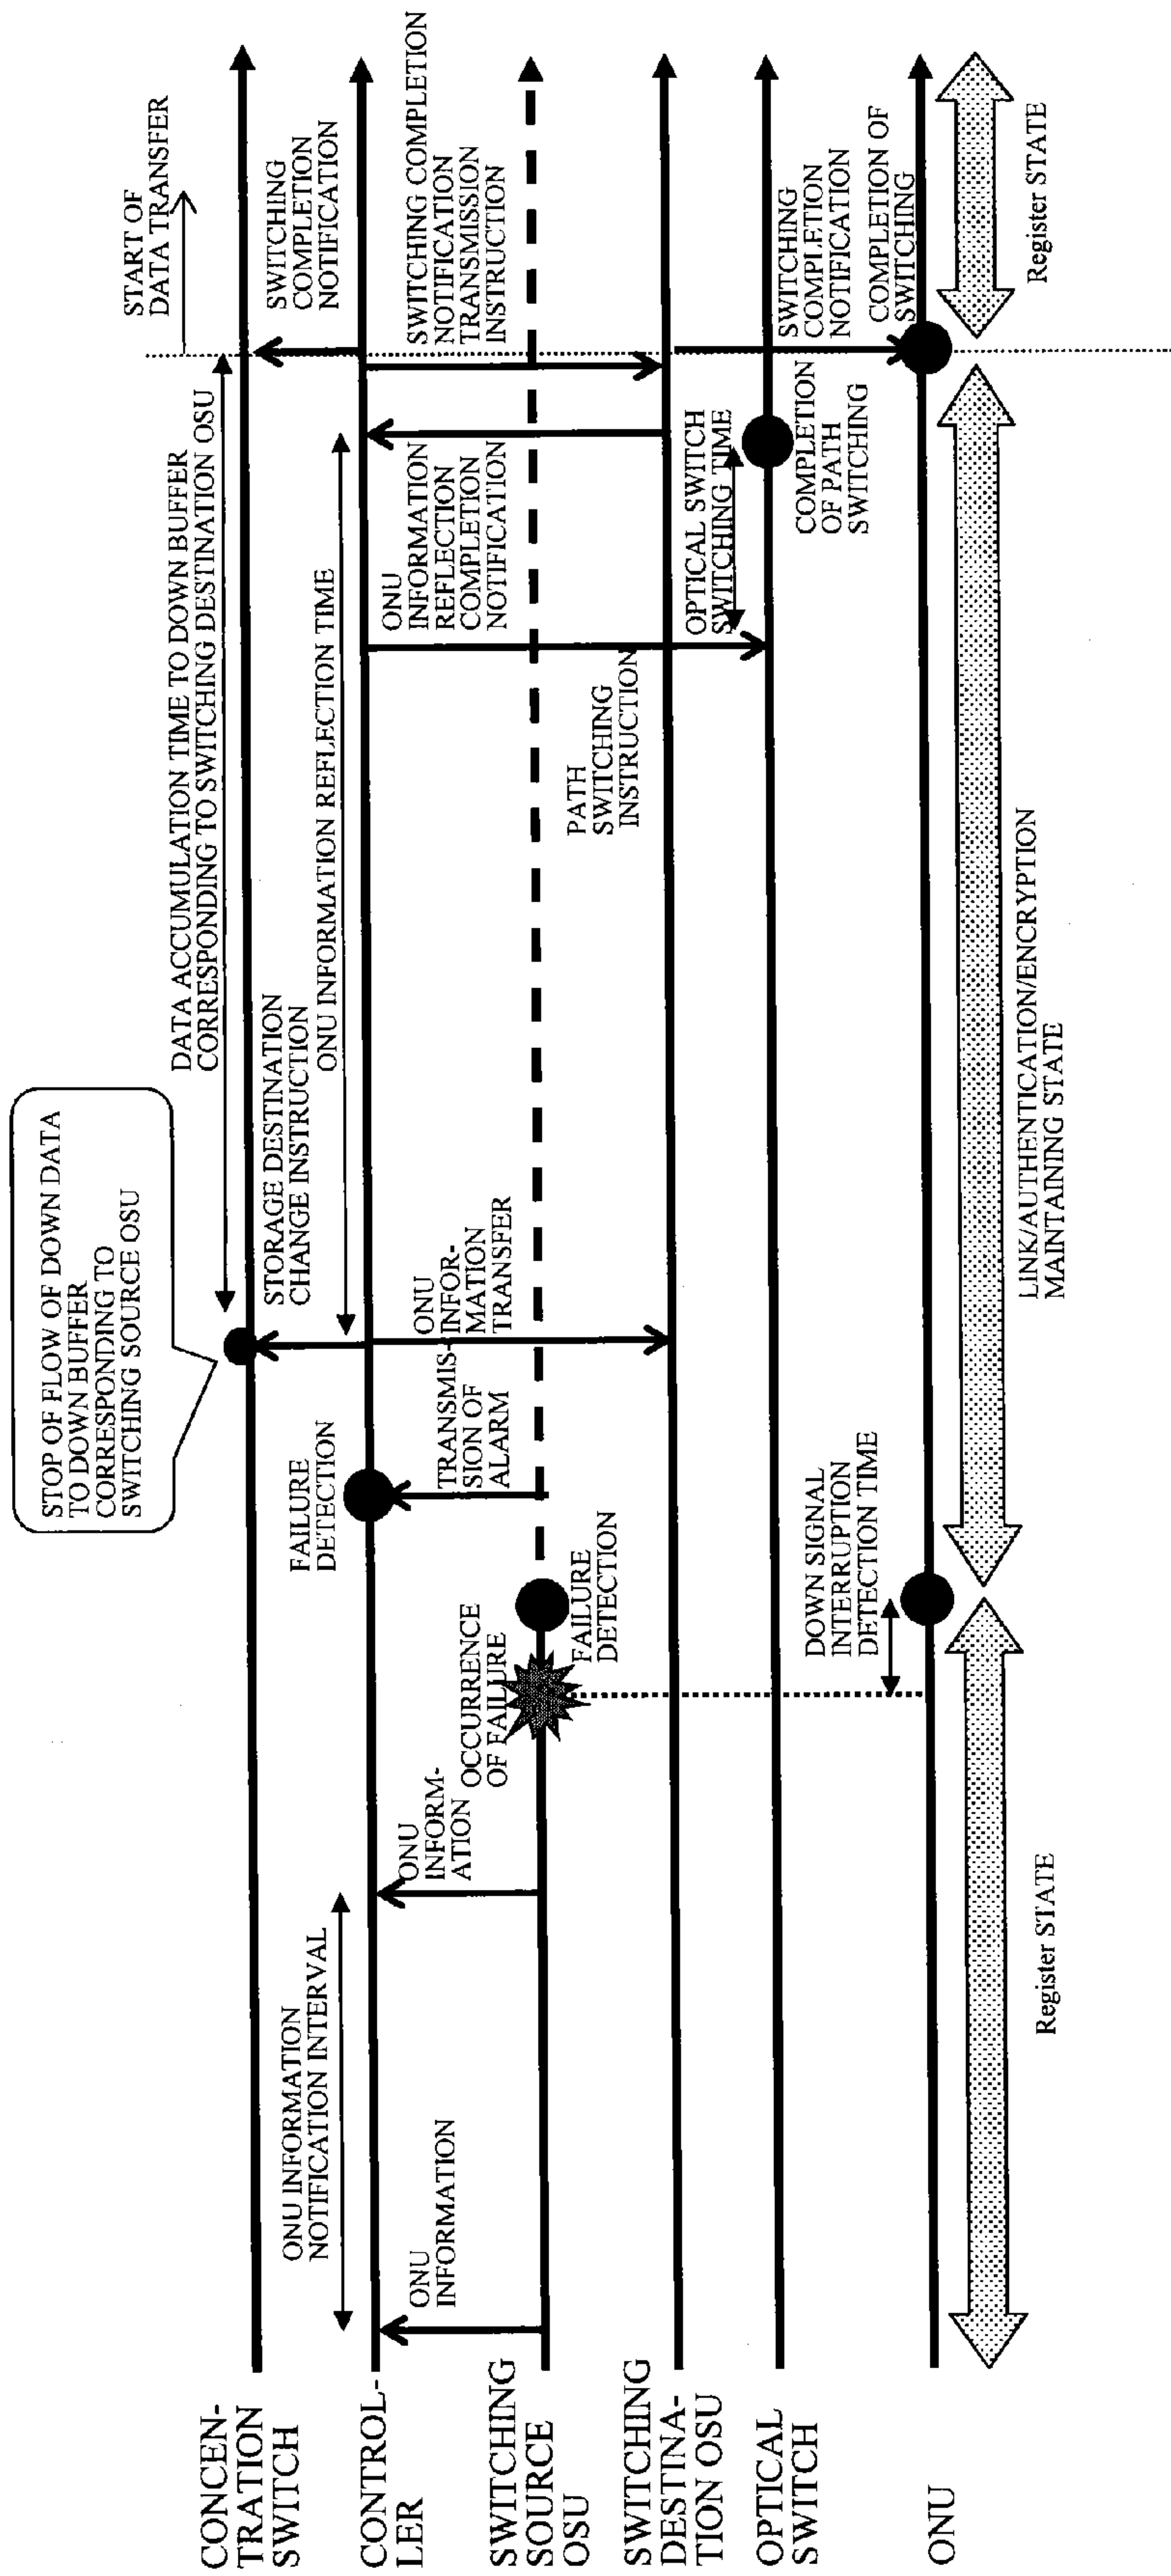 CONCEN-
TRATION
SWITCH
CONTROL-
LER
SWITCHING
SOURCE
OSU
SWITCHING
DESTINA-
TION OSU
OPTICAL
SWITCH
ONU
STOP OF FLOW OF DOWN DATA
TO DOWN BUFFER
CORRESPONDING TO
SWITCHING SOURCE OSU
DATA ACCUMULATION TIME TO DOWN BUFFER
CORRESPONDING TO SWITCHING DESTINATION OSU
START OF
DATA TRANSFER
ONU INFORMATION
NOTIFICATION INTERVAL
FAILURE
DETECTION
STORAGE DESTINATION
CHANGE INSTRUCTION
ONU INFORMATION REFLECTION TIME
SWITCHING
COMPLETION
NOTIFICATION
ONU
INFORMATION
ONU
INFORM-
ATION
OCCURRENCE
OF FAILURE
TRANSMIS-
SION OF
ALARM
ONU
INFOR-
MATION
TRANSFER
ONU
INFORMATION
REFLECTION
COMPLETION
NOTIFICATION
SWITCHING COMPLETION
NOTIFICATION
TRANSMISSION
INSTRUCTION
FAILURE
DETECTION
PATH
SWITCHING
INSTRUCTION
OPTICAL SWITCH
SWITCHING TIME
COMPLETION
OF PATH
SWITCHING
SWITCHING
COMPLETION
NOTIFICATION
DOWN SIGNAL
INTERRUPTION
DETECTION TIME
COMPLETION OF
SWITCHING
Register STATE
LINK/AUTHENTICATION/ENCRYPTION
MAINTAINING STATE
Register STATE